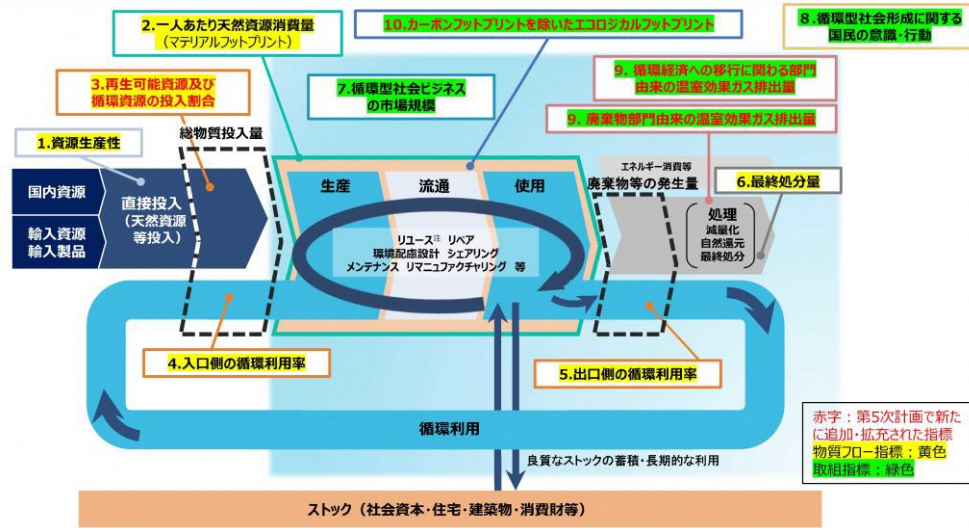 2.一人あたり天然資源消費量
（マテリアルフットプリント）
10.カーボンフットプリントを除いたエコロジカルフットプリント
8.循環型社会形成に関する
国民の意識・行動
3.再生可能資源及び
循環資源の投入割合
7.循環型社会ビジネス
の市場規模
9. 循環経済への移行に関わる部門
由来の温室効果ガス排出量
9. 廃棄物部門由来の温室効果ガス排出量
1.資源生産性
総物質投入量
エネルギー消費等
廃棄物等の発生量
6.最終処分量
国内資源
輸入資源
輸入製品
直接投入
（天然資源
等投入）
生産
流通
使用
リユース注 リペア
環境配慮設計 シェアリング
メンテナンス リマニュファクチャリング 等
処理
減量化
自然還元
最終処分
4.入口側の循環利用率
5.出口側の循環利用率
循環利用
良質なストックの蓄積・長期的な利用
赤字：第5次計画で新た
に追加・拡充された指標
物質フロー指標：黄色
取組指標：緑色
ストック（社会資本・住宅・建築物・消費財等）